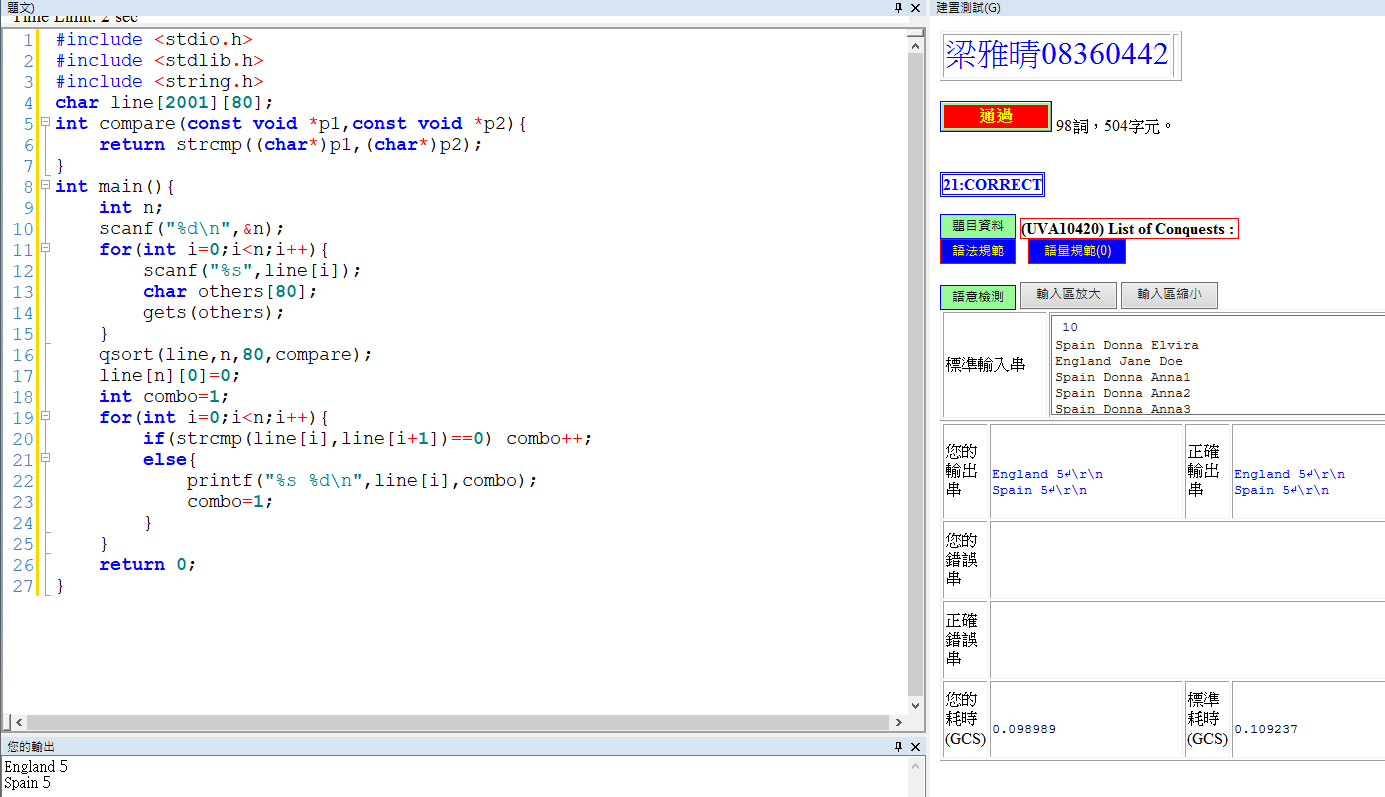 題文)
Time Limit: 2 sec
1 #include <stdio.h>
2 #include <stdlib.h>
3 #include <string.h>
4 char line[2001][80];
5 int compare(const void *p1,const void *p2){
6     return strcmp((char*)p1,(char*)p2);
7 }
8 int main(){
9     int n;
10     scanf("%d\n",&n);
11     for(int i=0;i<n;i++){
12         scanf("%s",line[i]);
13         char others[80];
14         gets(others);
15     }
16     qsort(line,n,80,compare);
17     line[n][0]=0;
18     int combo=1;
19     for(int i=0;i<n;i++){
20         if(strcmp(line[i],line[i+1])==0) combo++;
21         else{
22             printf("%s %d\n",line[i],combo);
23             combo=1;
24         }
25     }
26     return 0;
27 }
您的輸出
England 5
Spain 5
建置測試(G)
梁雅晴08360442
通過 98詞，504字元。
21:CORRECT
題目資料 (UVA10420) List of Conquests :
語法規範 語量規範(0)
語意檢測 輸入區放大 輸入區縮小
標準輸入串
10
Spain Donna Elvira
England Jane Doe
Spain Donna Anna1
Spain Donna Anna2
Spain Donna Anna3
您的輸出串
England 5↵\r\n
Spain 5↵\r\n
正確輸出串
England 5↵\r\n
Spain 5↵\r\n
您的錯誤串
正確錯誤串
您的耗時(GCS) 0.098989
標準耗時(GCS) 0.109237